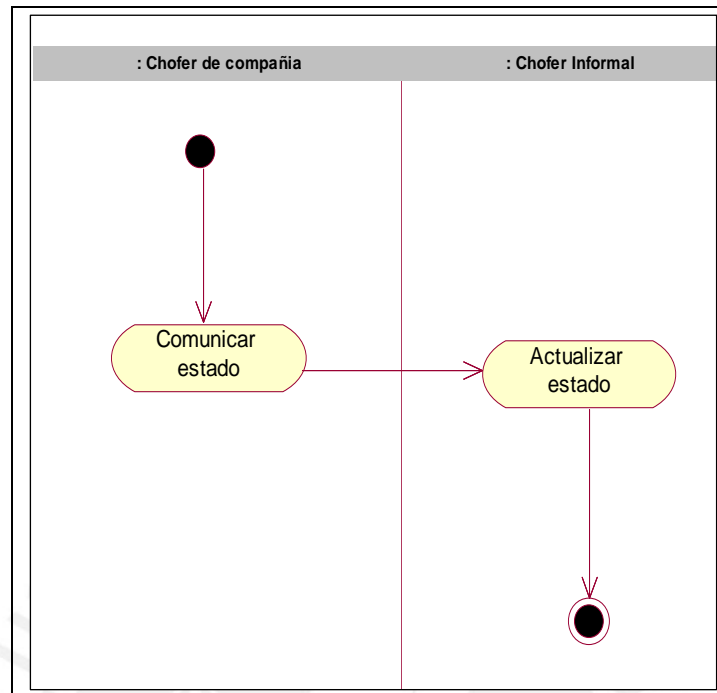 : Chofer de compañia
: Chofer Informal
Comunicar
estado
Actualizar
estado